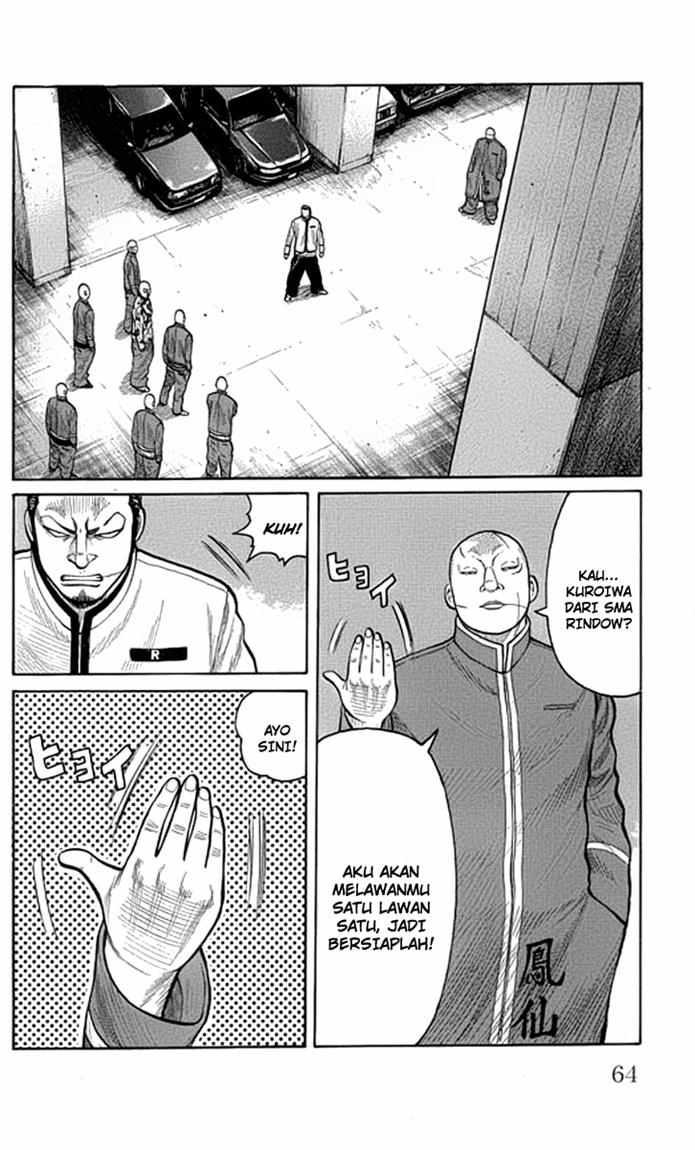 KAU...
KUROIWA
DARI SMA
RINDOW?
ヒョイ
AKU AKAN
MELAWANMU
SATU LAWAN
SATU, JADI
BERSIAPLAH!
鳳仙
KUH!
R
AYO
SINI!
ヒョイ
64